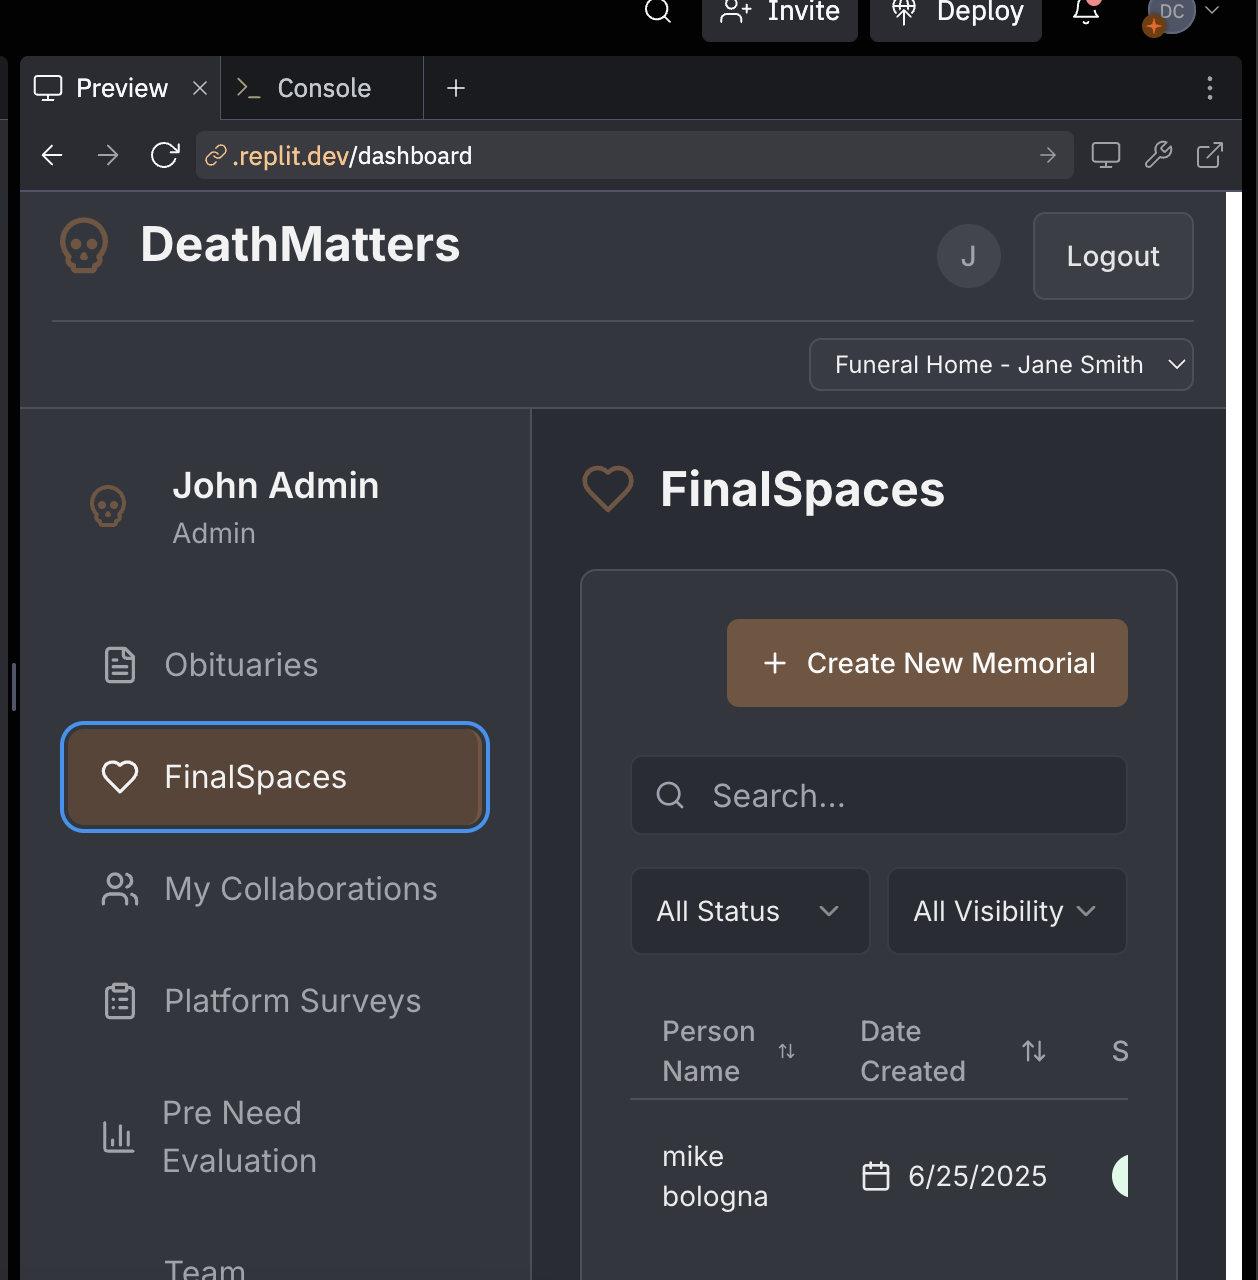 Invite
Deploy
DC
Preview
Console
.replit.dev/dashboard
DeathMatters
J
Logout
Funeral Home - Jane Smith
John Admin
Admin
Obituaries
FinalSpaces
My Collaborations
Platform Surveys
Pre Need
Evaluation
Team
FinalSpaces
Create New Memorial
Search...
All Status
All Visibility
Person
Name
Date
Created
S
mike
bologna
6/25/2025